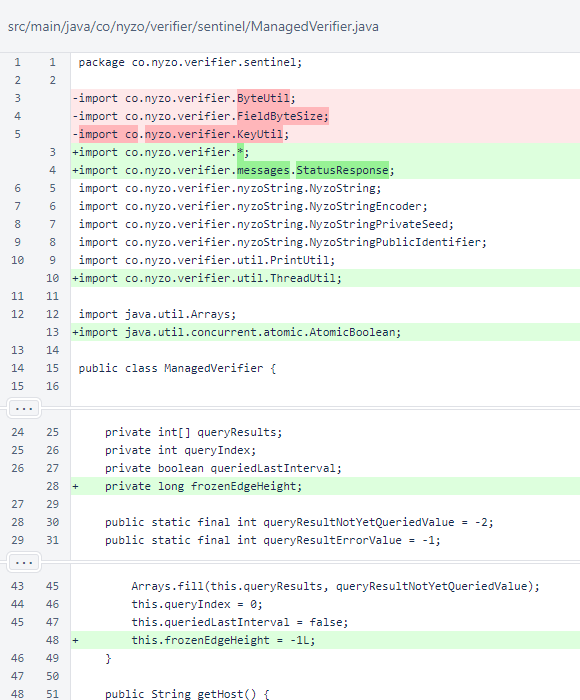 src/main/java/co/nyzo/verifier/sentinel/ManagedVerifier.java
1 1 package co.nyzo.verifier.sentinel;
2 2
3 -import co.nyzo.verifier.ByteUtil;
4 -import co.nyzo.verifier.FieldByteSize;
5 -import co.nyzo.verifier.KeyUtil;
3 +import co.nyzo.verifier.*;
4 +import co.nyzo.verifier.messages.StatusResponse;
6 5 import co.nyzo.verifier.nyzoString.NyzoString;
7 6 import co.nyzo.verifier.nyzoString.NyzoStringEncoder;
8 7 import co.nyzo.verifier.nyzoString.NyzoStringPrivateSeed;
9 8 import co.nyzo.verifier.nyzoString.NyzoStringPublicIdentifier;
10 9 import co.nyzo.verifier.util.PrintUtil;
10 +import co.nyzo.verifier.util.ThreadUtil;
11 11
12 12 import java.util.Arrays;
13 +import java.util.concurrent.atomic.AtomicBoolean;
13 14
14 15 public class ManagedVerifier {
15 16
...
24 25 private int[] queryResults;
25 26 private int queryIndex;
26 27 private boolean queriedLastInterval;
28 + private long frozenEdgeHeight;
27 29
28 30 public static final int queryResultNotYetQueriedValue = -2;
29 31 public static final int queryResultErrorValue = -1;
...
43 45 Arrays.fill(this.queryResults, queryResultNotYetQueriedValue);
44 46 this.queryIndex = 0;
45 47 this.queriedLastInterval = false;
48 + this.frozenEdgeHeight = -1L;
46 49 }
47 50
48 51 public String getHost() {